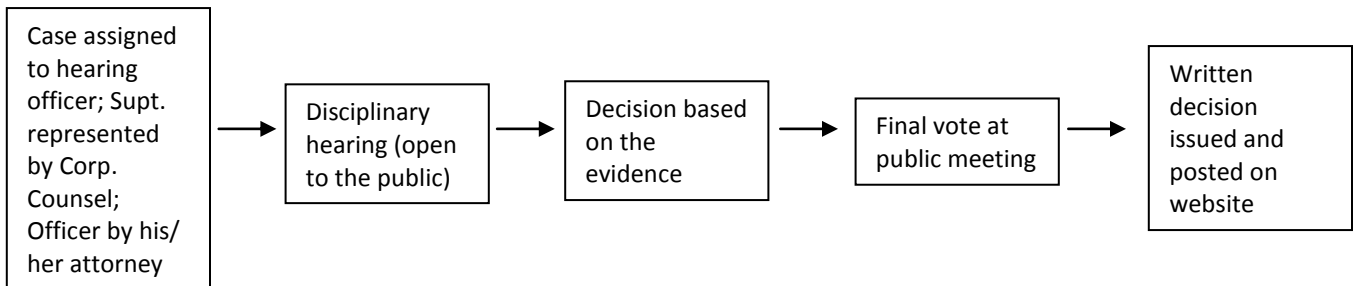 Case assigned
to hearing
officer; Supt.
represented
by Corp.
Counsel;
Officer by his/
her attorney
Disciplinary
hearing (open
to the public)
Decision based
on the
evidence
Final vote at
public meeting
Written
decision
issued and
posted on
website